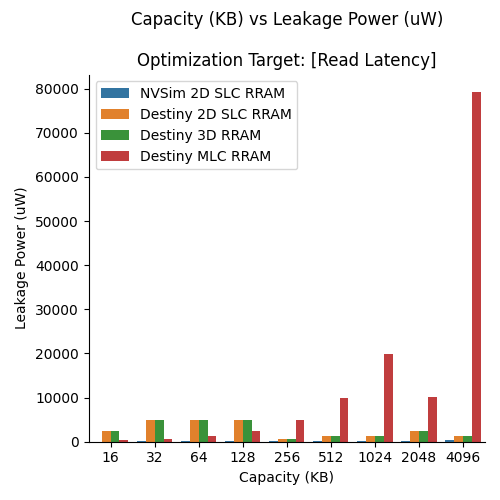 Capacity (KB) vs Leakage Power (uW)
Optimization Target: [Read Latency]
NVSim 2D SLC RRAM
Destiny 2D SLC RRAM
Destiny 3D RRAM
Destiny MLC RRAM
Leakage Power (uW)
80000
70000
60000
50000
40000
30000
20000
10000
0
16 32 64 128 256 512 1024 2048 4096
Capacity (KB)